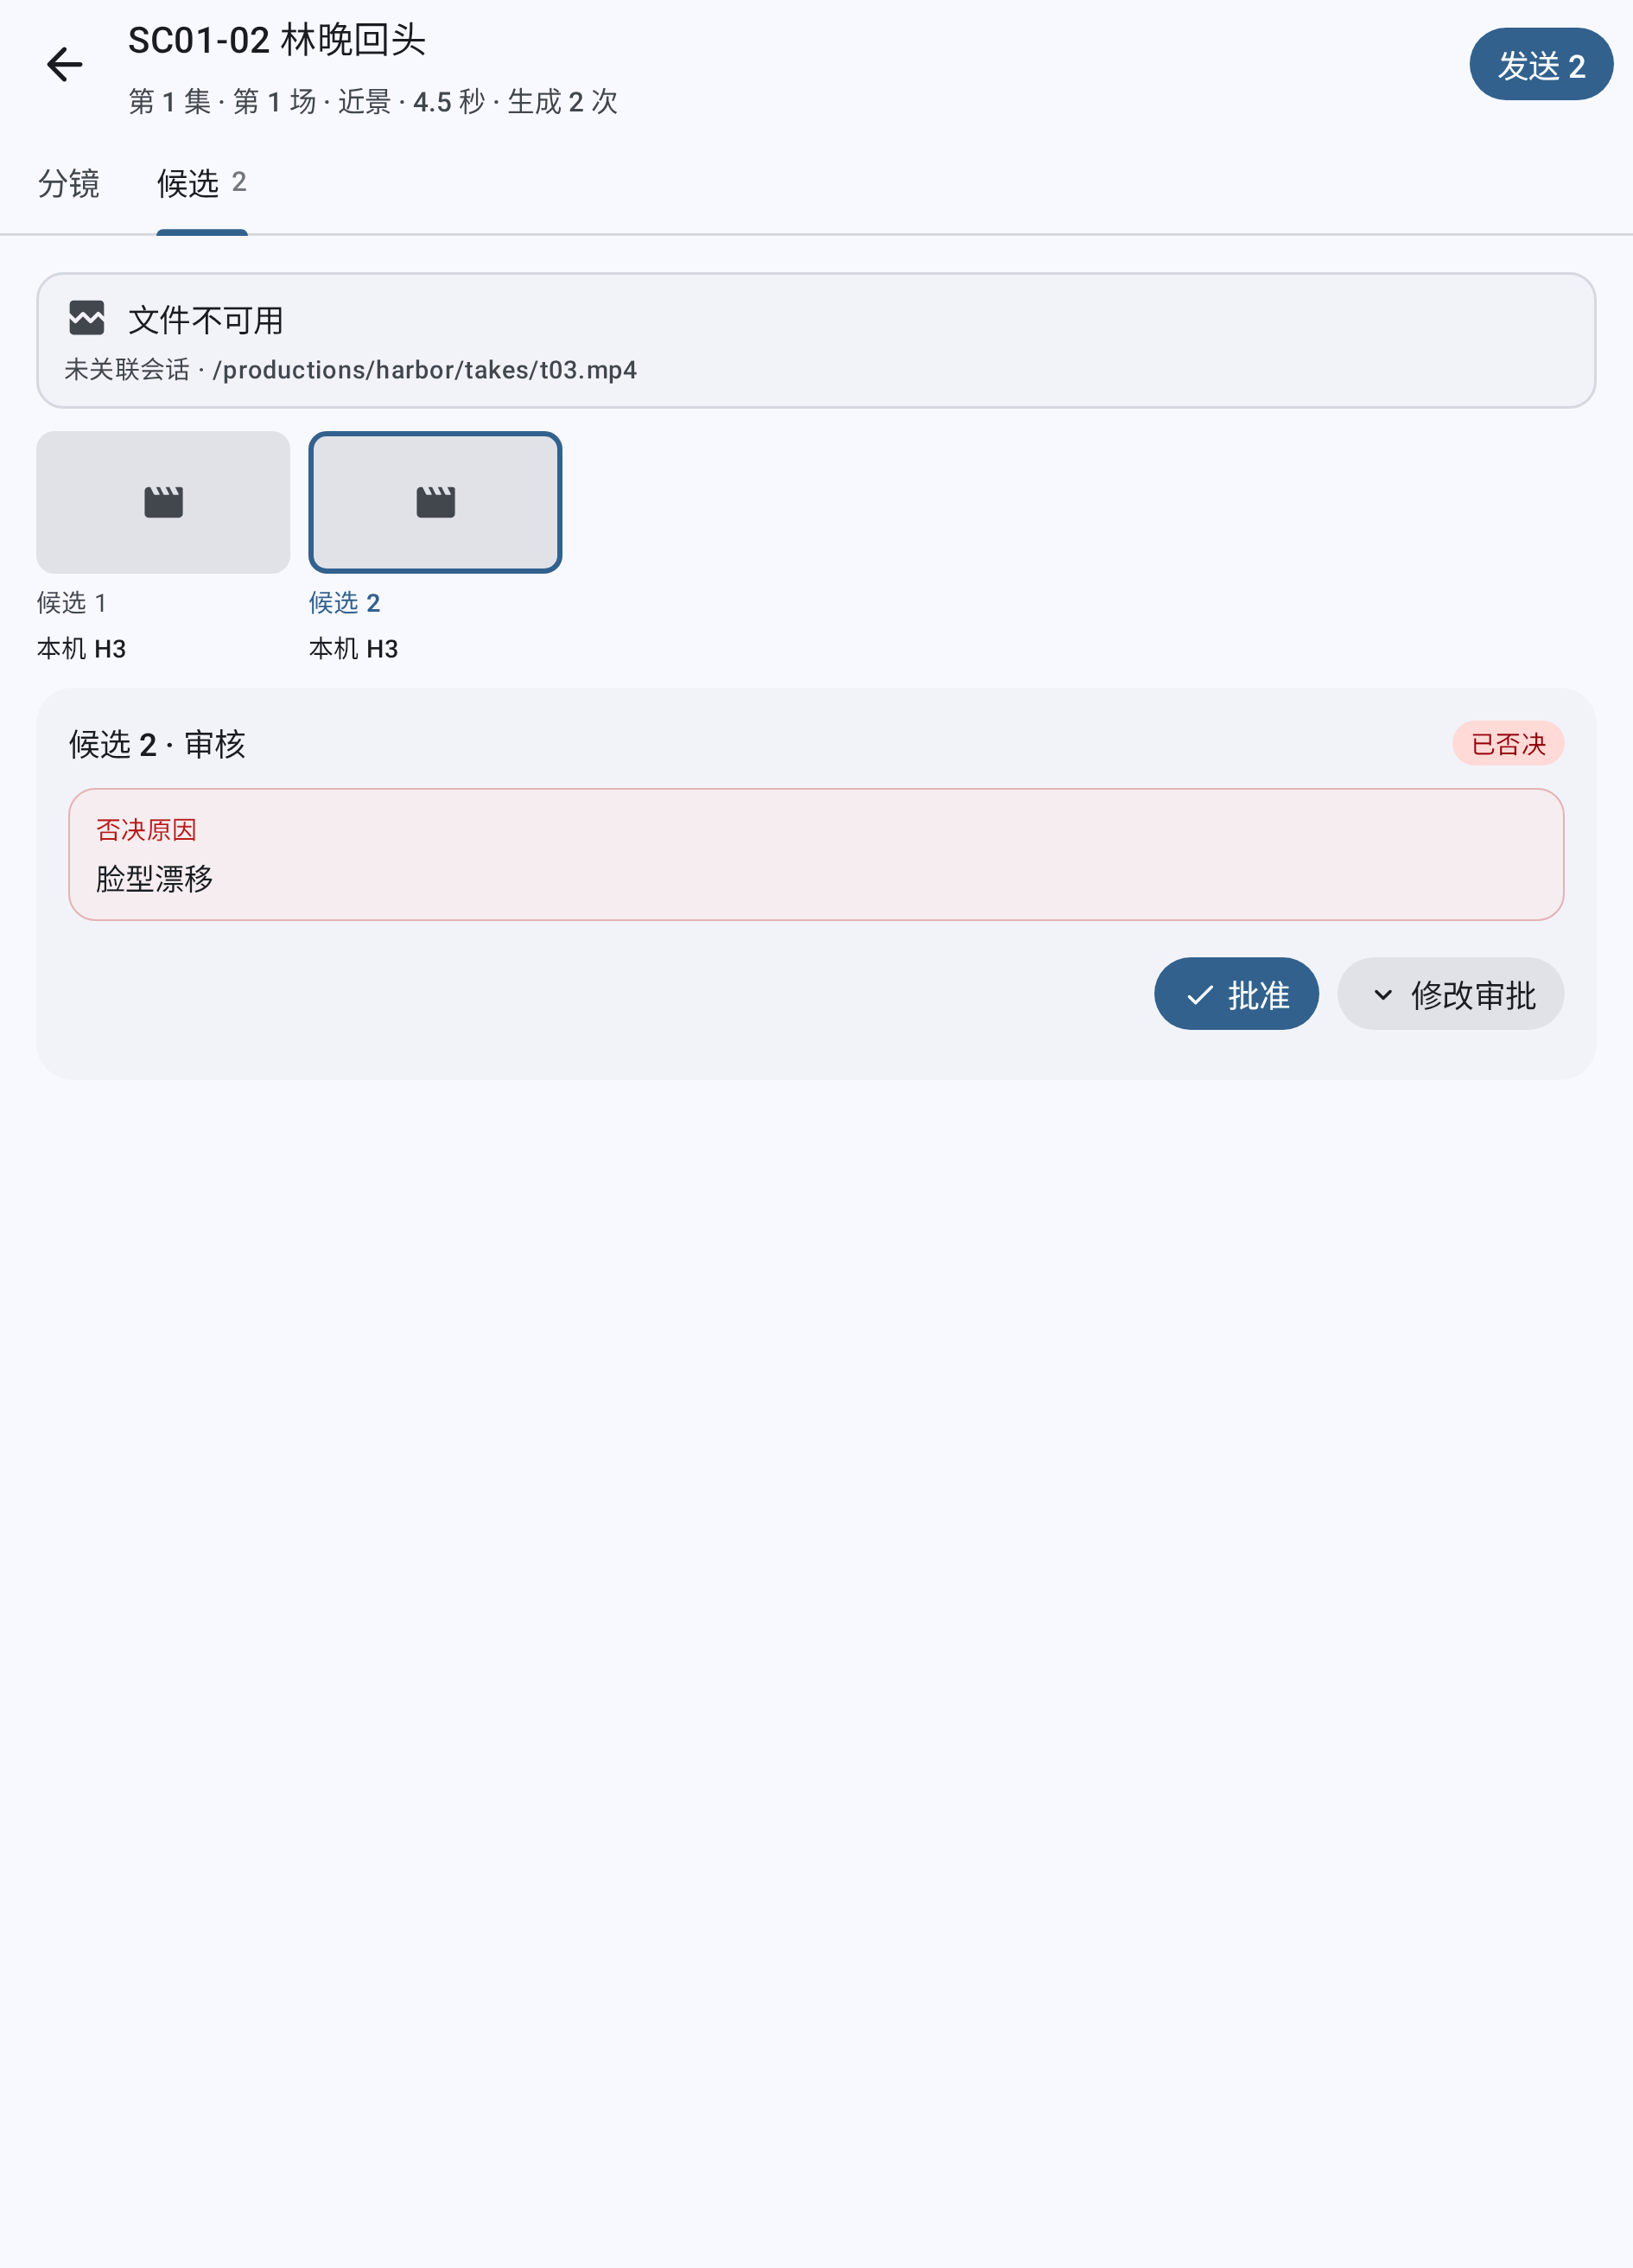 SC01-02 林晚回头
第 1 集 · 第 1 场 · 近景 · 4.5 秒 · 生成 2 次
发送 2
分镜
候选 2
文件不可用
未关联会话 · /productions/harbor/takes/t03.mp4
候选 1
本机 H3
候选 2
本机 H3
候选 2 · 审核
已否决
否决原因
脸型漂移
批准
修改审批